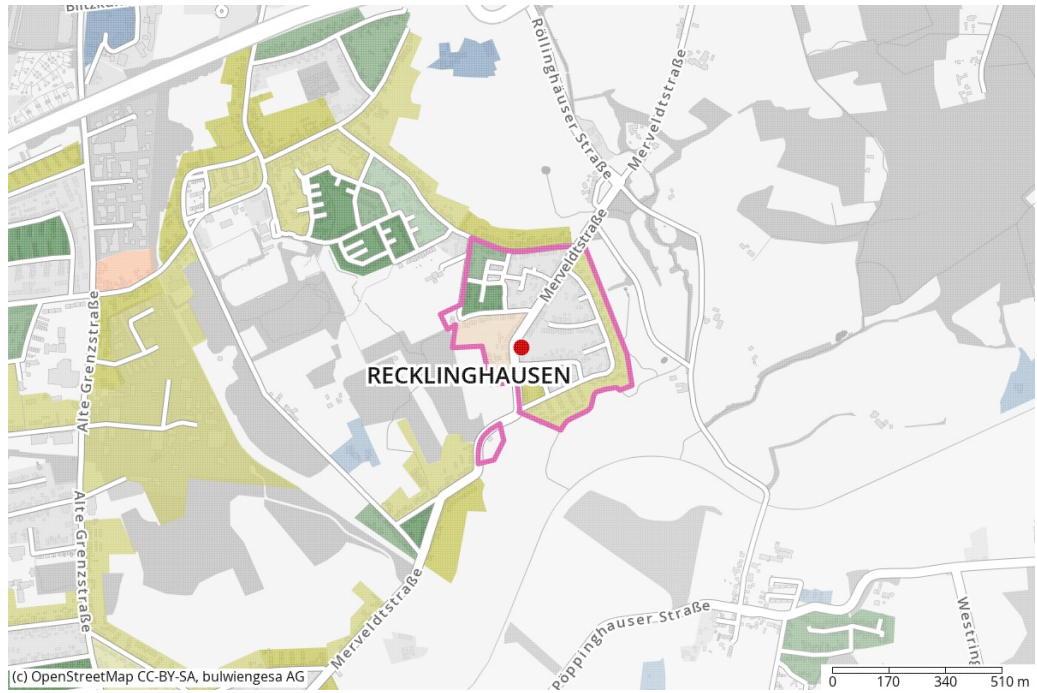 Blitzkuh
Röllinghäuser Straße
Merveldtstraße
Merveldtstraße
Alte Grenzstraße
RECKLINGHAUSEN
Alte Grenzstraße
Merveldtstraße
Pöppinghauser Straße
Westring
(c) OpenStreetMap CC-BY-SA, bulwiengesa AG
0 170 340 510 m